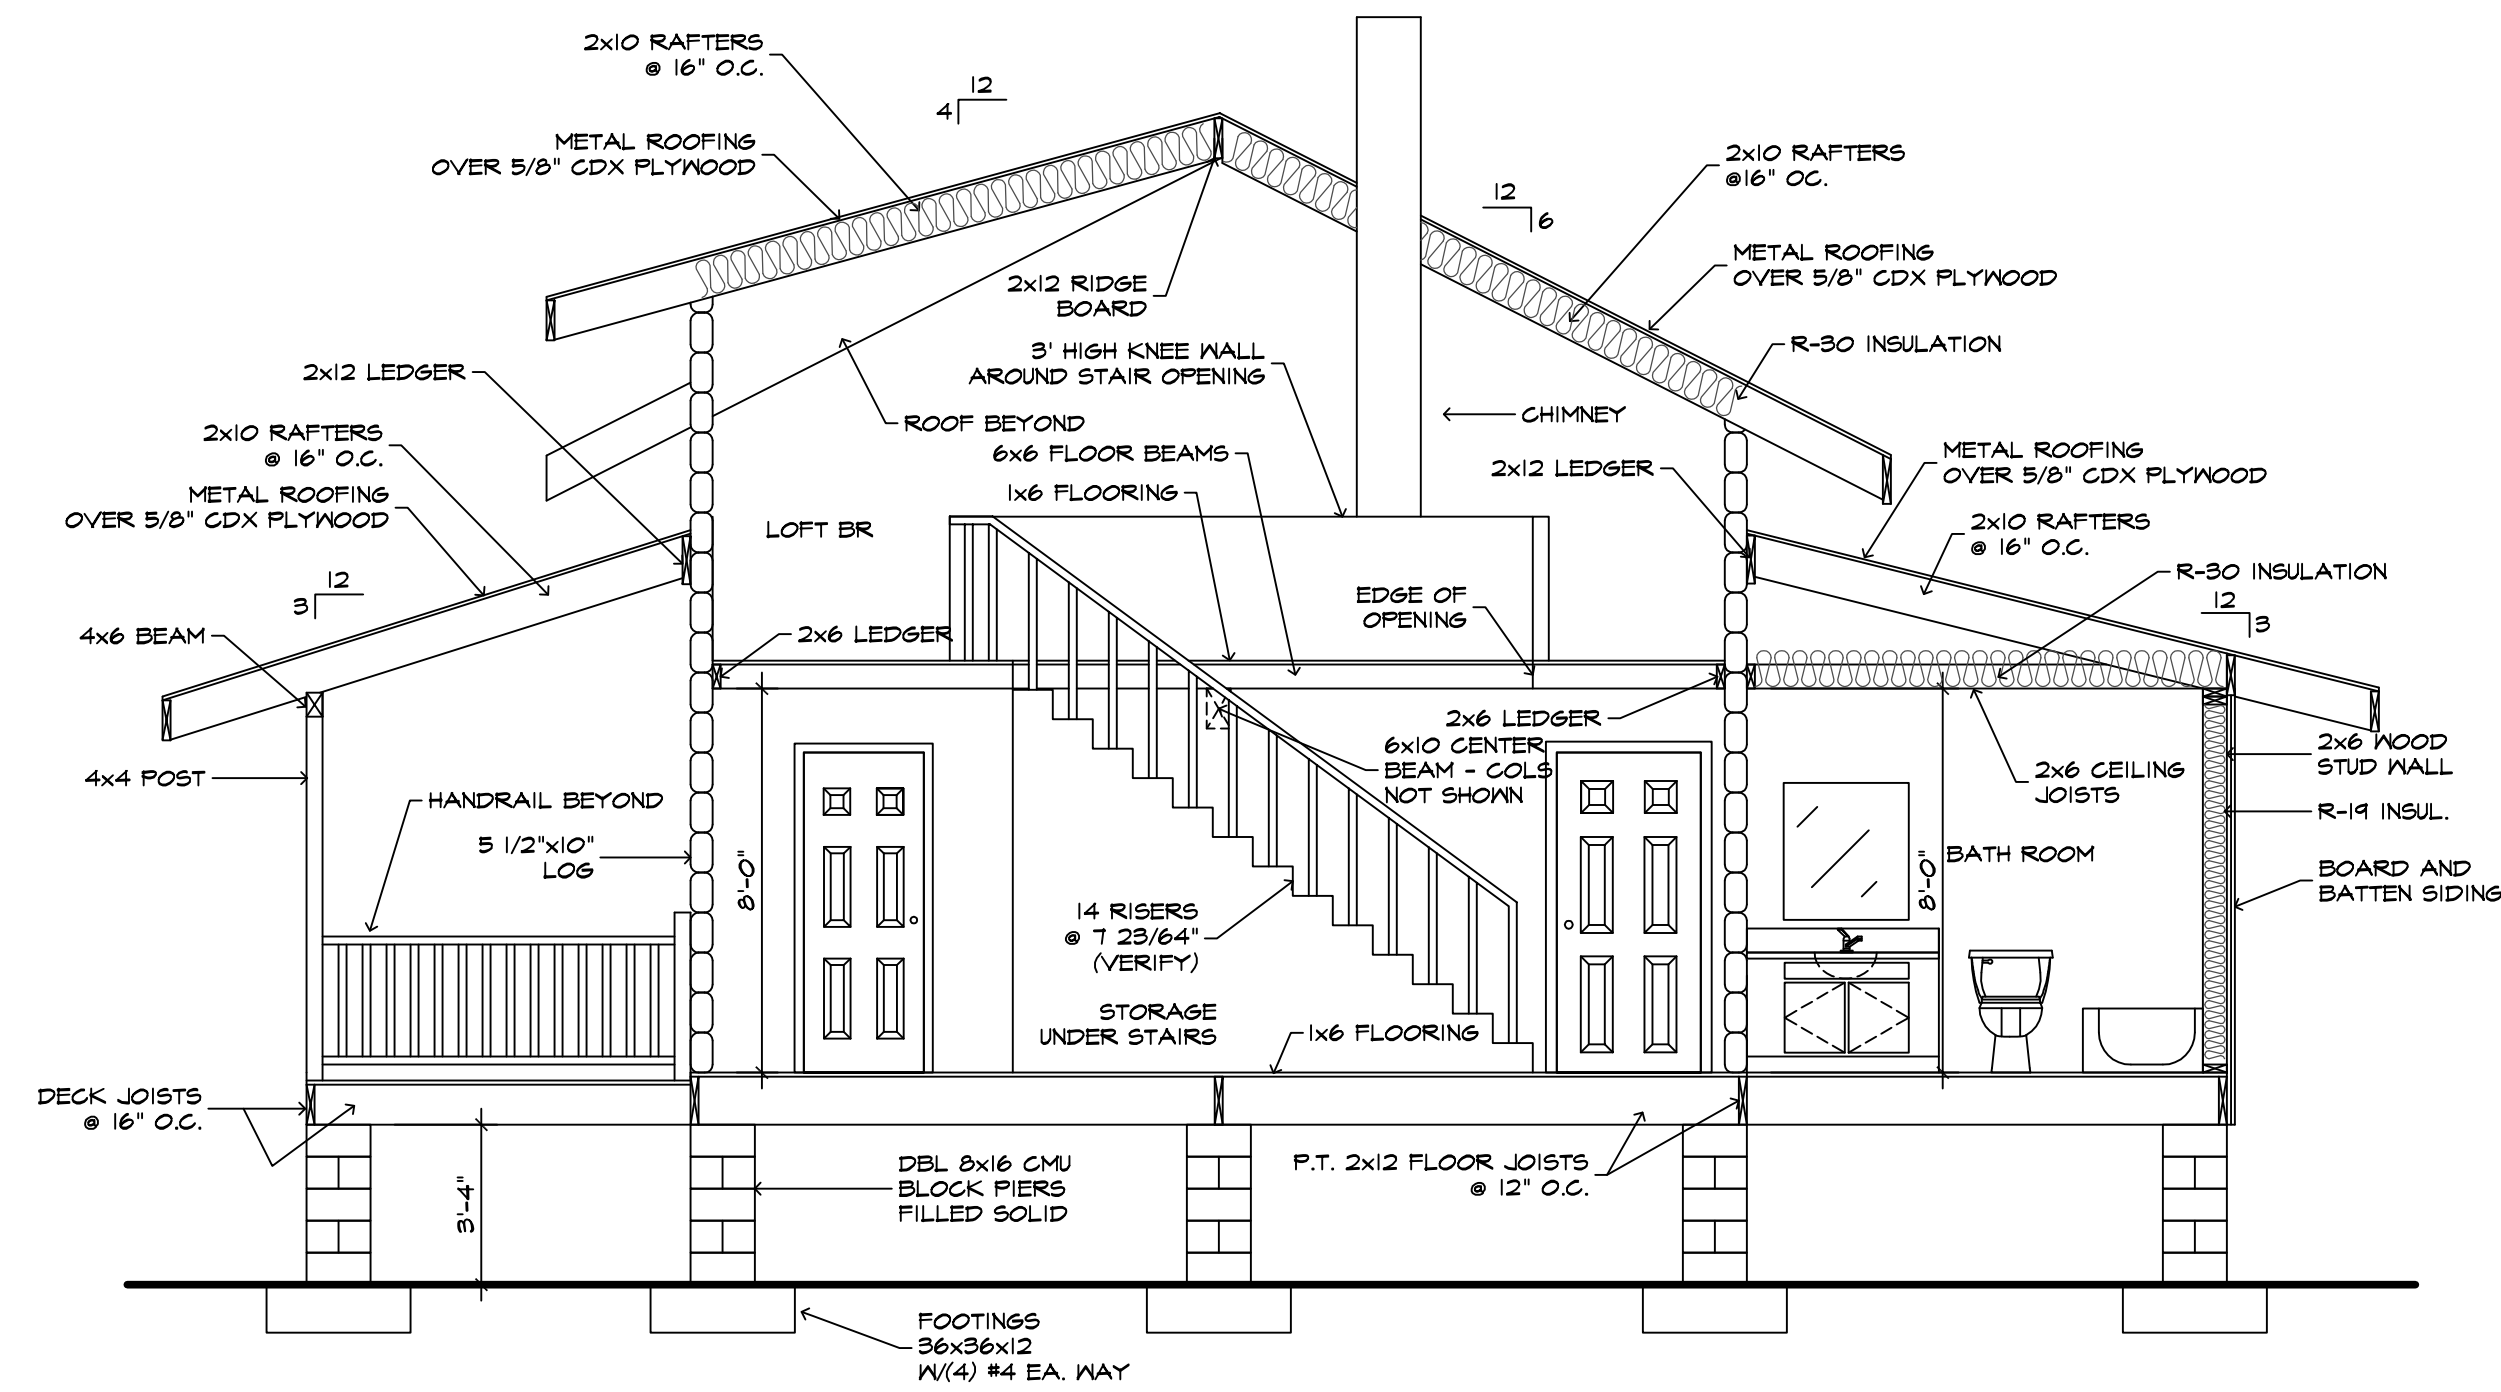 2x10 RAFTERS
@ 16" O.C.
12
4
METAL ROOFING
OVER 5/8" CDX PLYWOOD
2x10 RAFTERS
@16" OC.
12
6
METAL ROOFING
OVER 5/8" CDX PLYWOOD
2x12 RIDGE
BOARD
R-30 INSULATION
3' HIGH KNEE WALL
AROUND STAIR OPENING
2x12 LEDGER
CHIMNEY
ROOF BEYOND
2x10 RAFTERS
@ 16" O.C.
6x6 FLOOR BEAMS
METAL ROOFING
OVER 5/8" CDX PLYWOOD
2x12 LEDGER
METAL ROOFING
OVER 5/8" CDX PLYWOOD
1x6 FLOORING
LOFT BR
2x10 RAFTERS
@ 16" O.C.
R-30 INSULATION
12
3
12
3
EDGE OF
OPENING
4x6 BEAM
2x6 LEDGER
2x6 LEDGER
6x10 CENTER
BEAM - COLS
NOT SHOWN
2x6 WOOD
STUD WALL
4x4 POST
2x6 CEILING
JOISTS
HANDRAIL BEYOND
R-19 INSUL.
5 1/2"x10"
LOG
8'-0"
8'-0"
BATH ROOM
BOARD AND
BATTEN SIDING
14 RISERS
@ 7 23/64"
(VERIFY)
STORAGE
UNDER STAIRS
1x6 FLOORING
DECK JOISTS
@ 16" O.C.
3'-4"
DBL 8x16 CMU
BLOCK PIERS
FILLED SOLID
P.T. 2x12 FLOOR JOISTS
@ 12" O.C.
FOOTINGS
36x36x12
W/(4) #4 EA. WAY